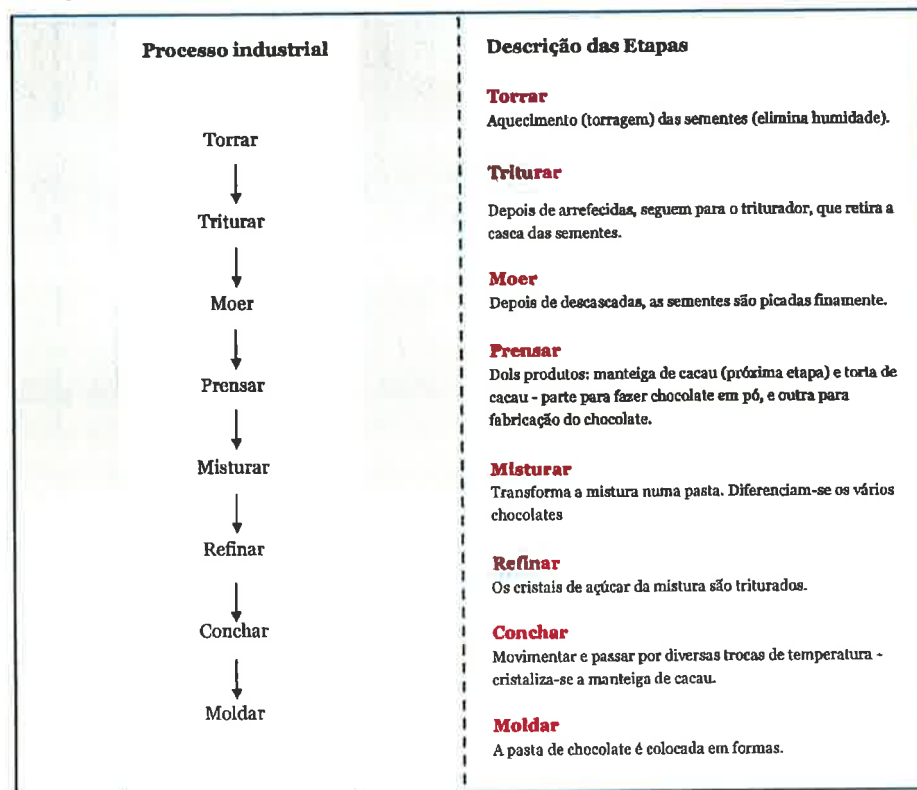 Processo industrial
Torrar
Triturar
Moer
Prensar
Misturar
Refinar
Conchar
Moldar
Descrição das Etapas
Torrar
Aquecimento (torragem) das sementes (elimina humidade).
Triturar
Depois de arrefecidas, seguem para o triturador, que retira a
casca das sementes.
Moer
Depois de descascadas, as sementes são picadas finamente.
Prensar
Dois produtos: manteiga de cacau (próxima etapa) e torta de
cacau - parte para fazer chocolate em pó, e outra para
fabricação do chocolate.
Misturar
Transforma a mistura numa pasta. Diferenciam-se os vários
chocolates
Refinar
Os cristais de açúcar da mistura são triturados.
Conchar
Movimentar e passar por diversas trocas de temperatura -
cristaliza-se a manteiga de cacau.
Moldar
A pasta de chocolate é colocada em formas.